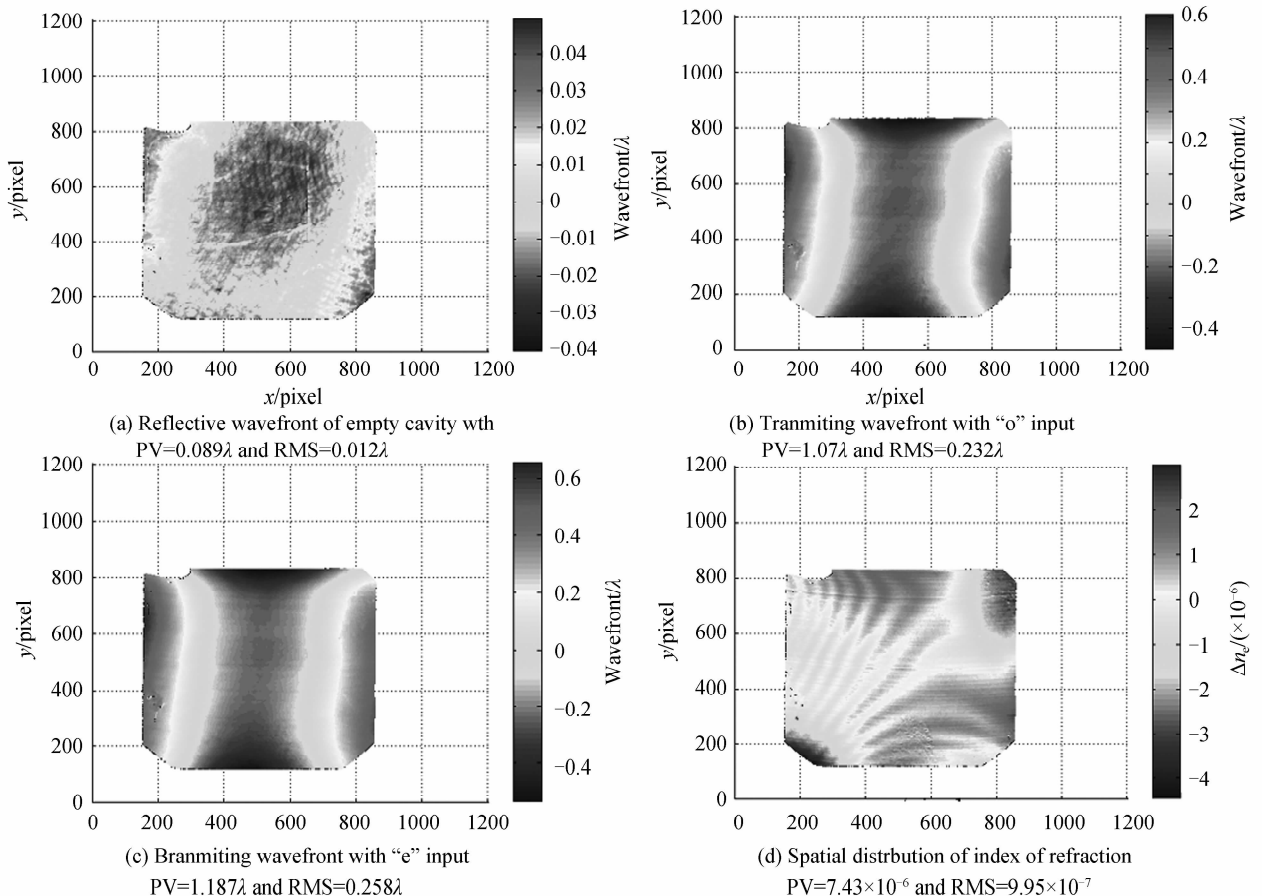 1200
1000
800
600
400
200
0
y/pixel
0 200 400 600 800 1000 1200
x/pixel
0.04
0.03
0.02
0.01
0
−0.01
−0.02
−0.03
−0.04
Wavefront/λ
(a) Reflective wavefront of empty cavity wth
PV=0.089λ and RMS=0.012λ
1200
1000
800
600
400
200
0
y/pixel
0 200 400 600 800 1000 1200
x/pixel
0.6
0.4
0.2
0
−0.2
−0.4
Wavefront/λ
(b) Tranmiting wavefront with “o” input
PV=1.07λ and RMS=0.232λ
1200
1000
800
600
400
200
0
y/pixel
0 200 400 600 800 1000 1200
0.6
0.4
0.2
0
−0.2
−0.4
Wavefront/λ
(c) Branmiting wavefront with “e” input
PV=1.187λ and RMS=0.258λ
1200
1000
800
600
400
200
0
y/pixel
0 200 400 600 800 1000 1200
2
1
0
−1
−2
−3
−4
Δnₑ/(×10⁻⁶)
(d) Spatial distrbution of index of refraction
PV=7.43×10⁻⁶ and RMS=9.95×10⁻⁷